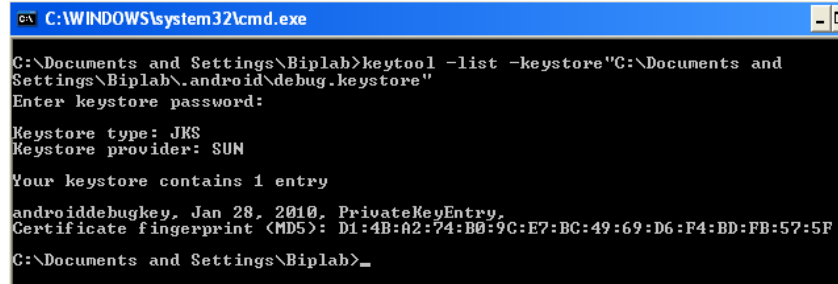 C:\WINDOWS\system32\cmd.exe
C:\Documents and Settings\Biplab>keytool -list -keystore"C:\Documents and
Settings\Biplab\.android\debug.keystore"
Enter keystore password:
Keystore type: JKS
Keystore provider: SUN
Your keystore contains 1 entry
androiddebugkey, Jan 28, 2010, PrivateKeyEntry,
Certificate fingerprint (MD5): D1:4B:A2:74:B0:9C:E7:BC:49:69:D6:F4:BD:FB:57:5F
C:\Documents and Settings\Biplab>_